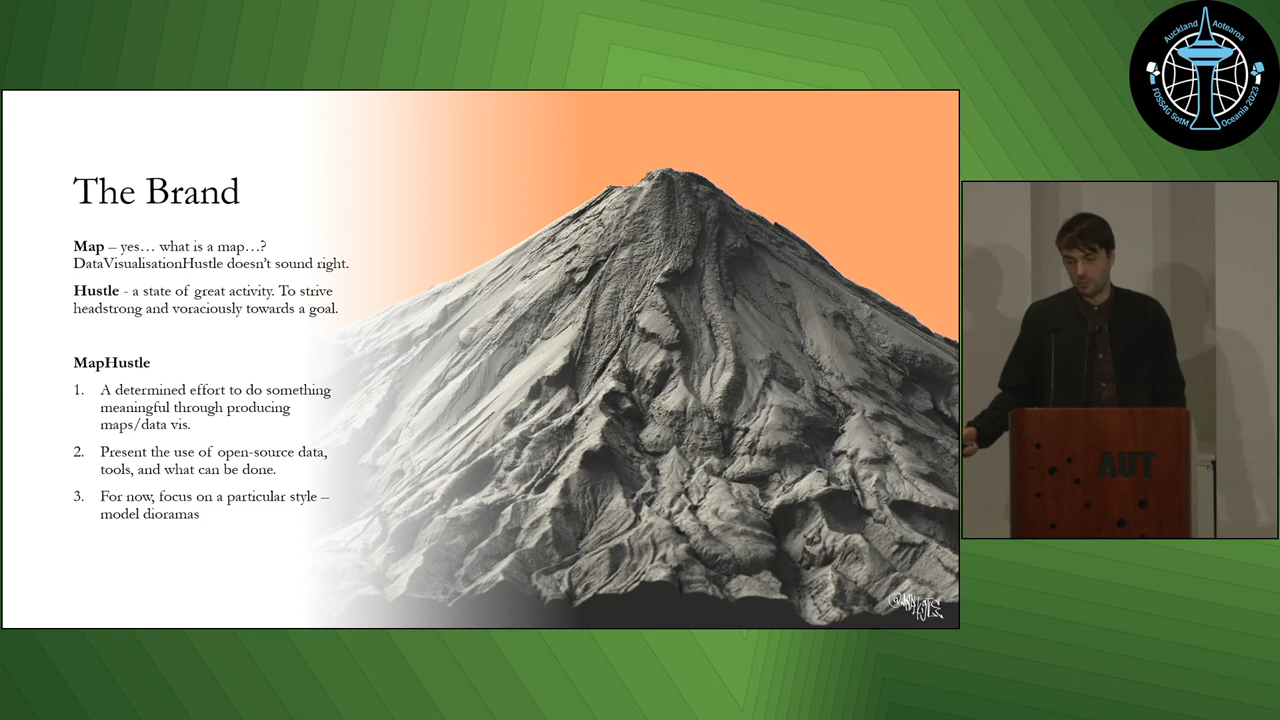 Auckland Aotearoa
FOSS4G SotM Oceania 2023
The Brand
Map – yes… what is a map…?
DataVisualisationHustle doesn't sound right.
Hustle - a state of great activity. To strive
headstrong and voraciously towards a goal.
MapHustle
1. A determined effort to do something
meaningful through producing
maps/data vis.
2. Present the use of open-source data,
tools, and what can be done.
3. For now, focus on a particular style –
model dioramas
AUT